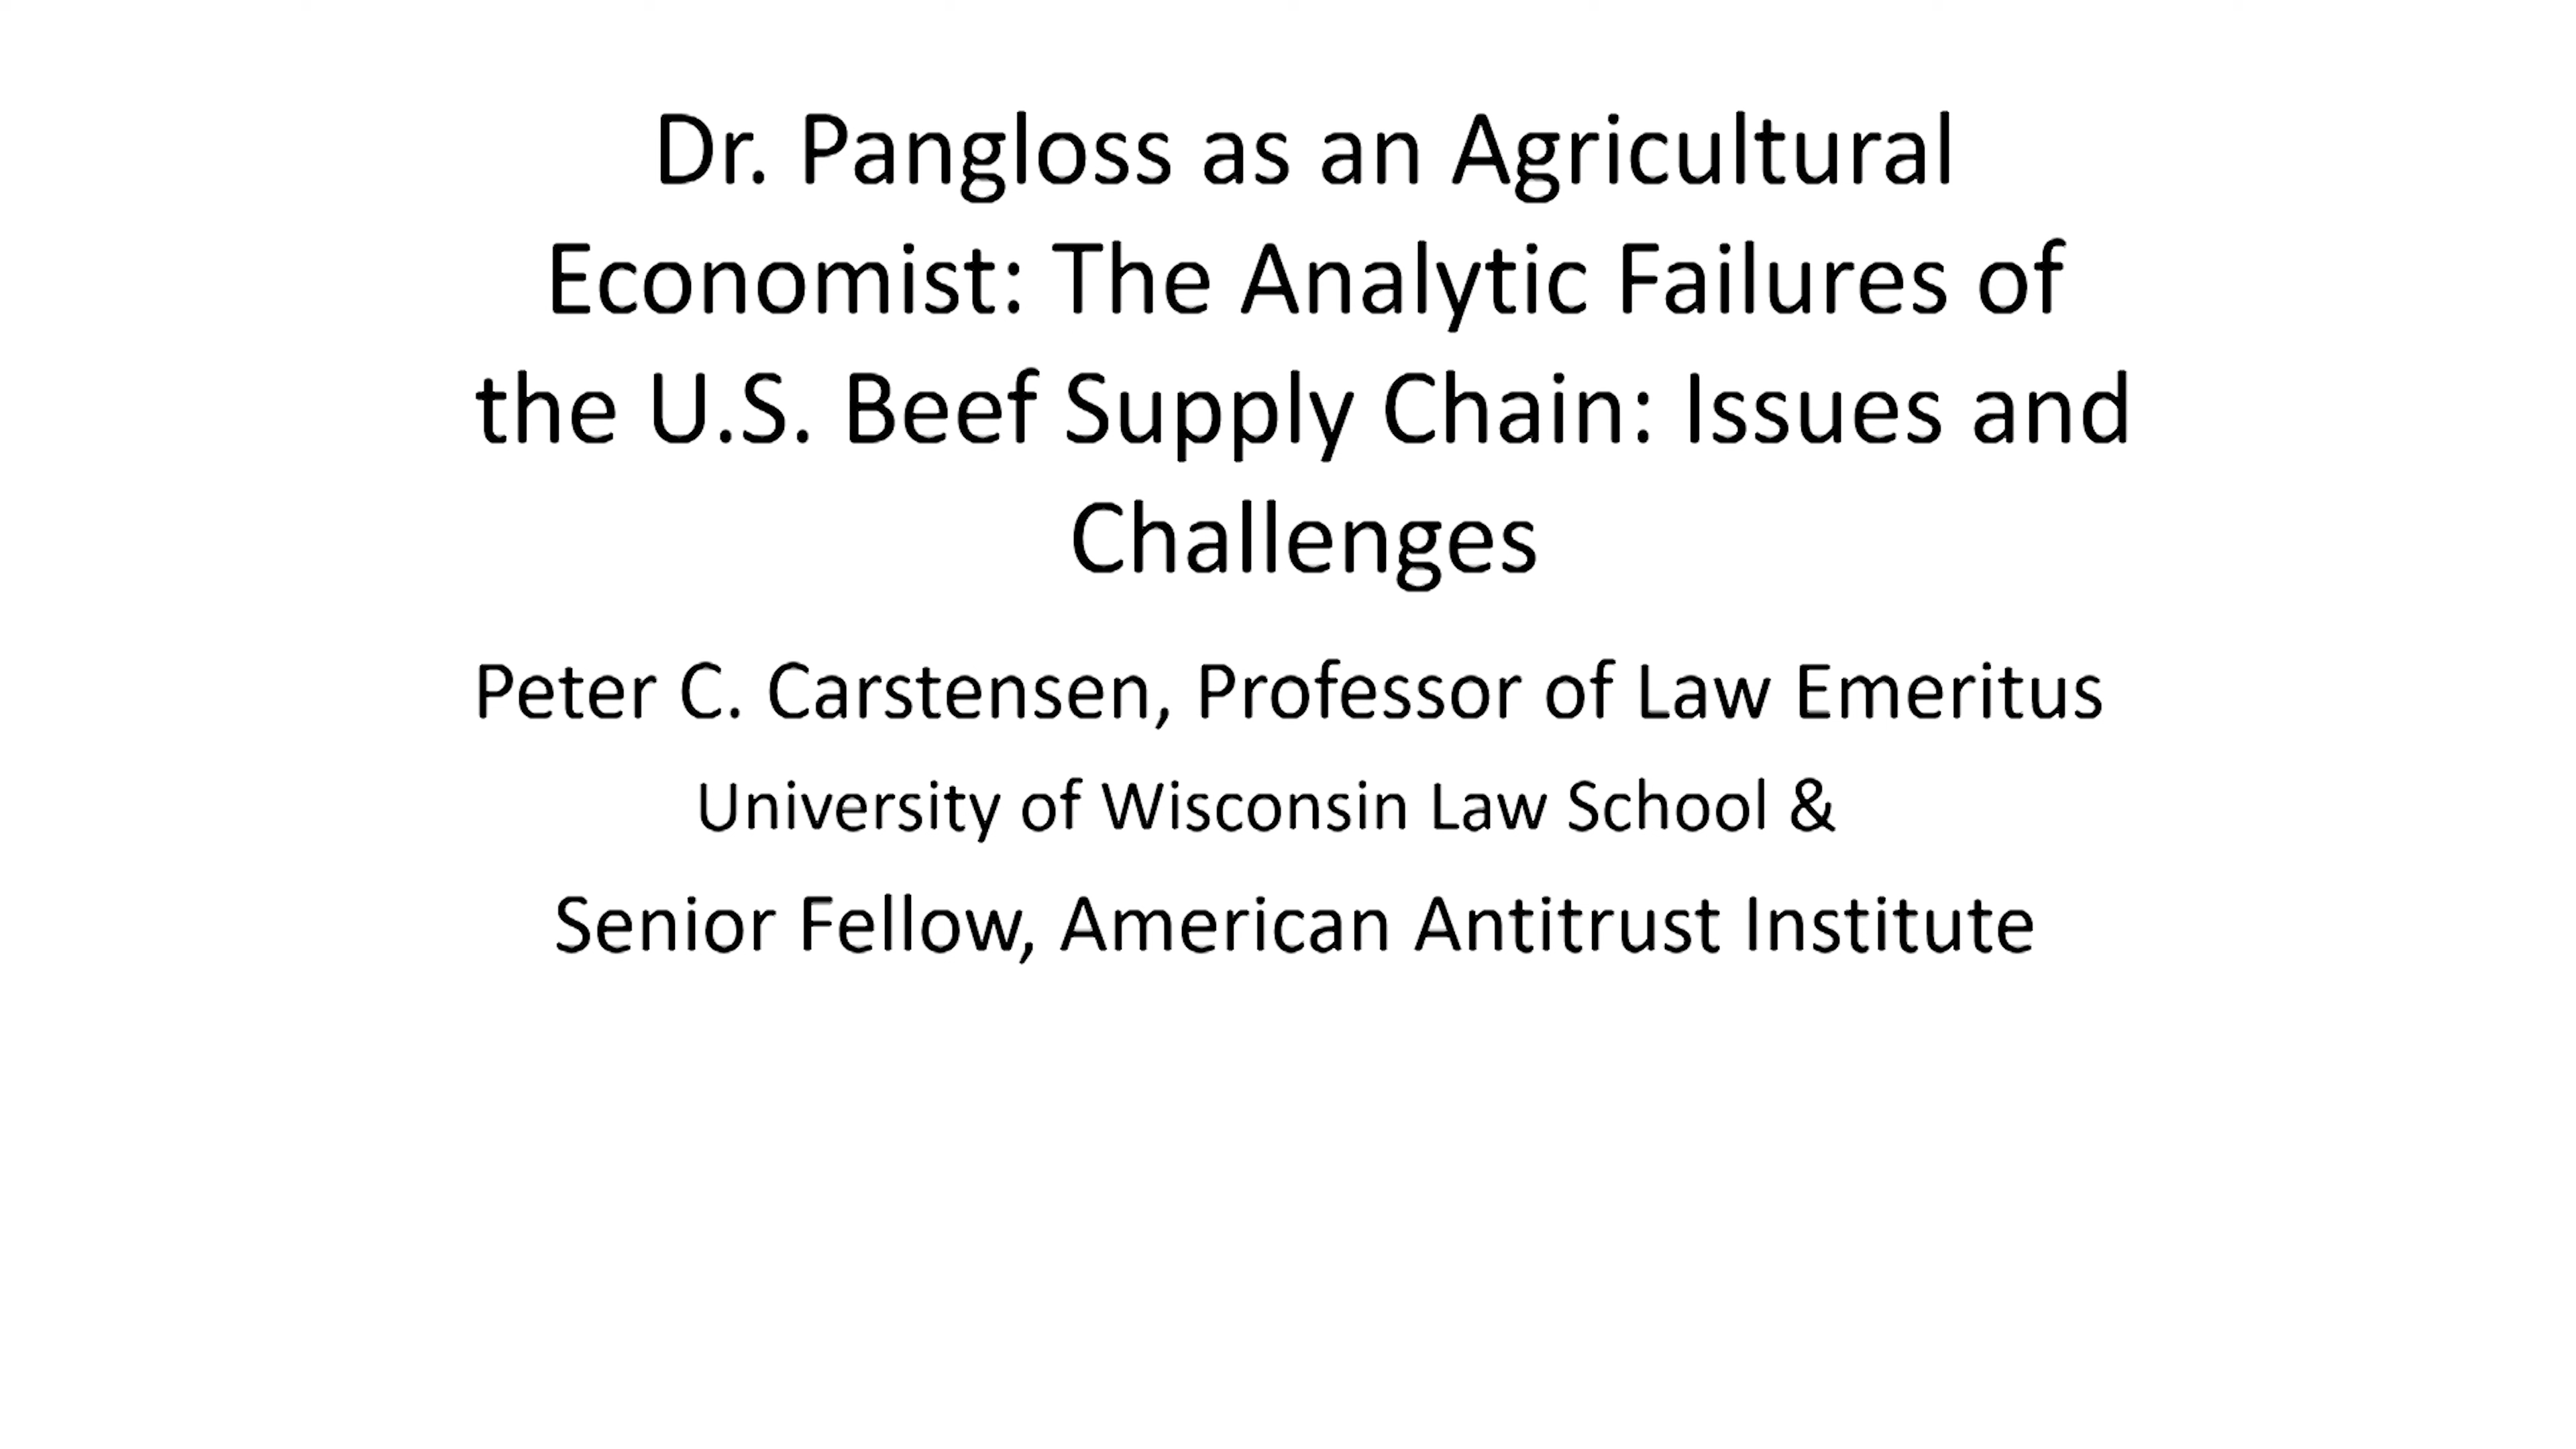 Dr. Pangloss as an Agricultural
Economist: The Analytic Failures of
the U.S. Beef Supply Chain: Issues and
Challenges
Peter C. Carstensen, Professor of Law Emeritus
University of Wisconsin Law School &
Senior Fellow, American Antitrust Institute